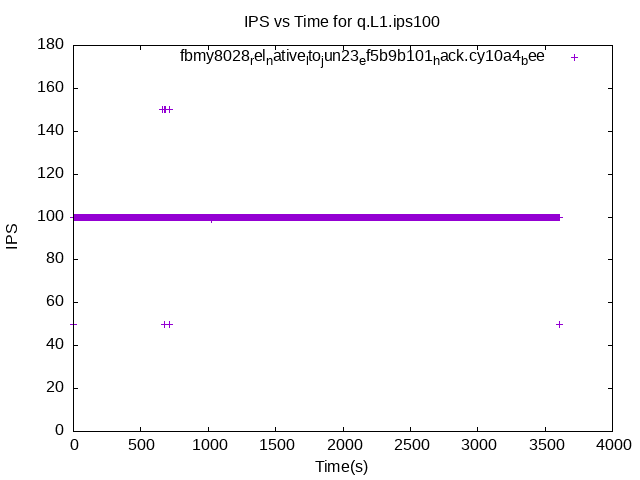 IPS vs Time for q.L1.ips100
fbmy8028relnativeltojun23ef5b9b101hack.cy10a4bee
180
160
140
120
100
80
60
40
20
0
IPS
0 500 1000 1500 2000 2500 3000 3500 4000
Time(s)